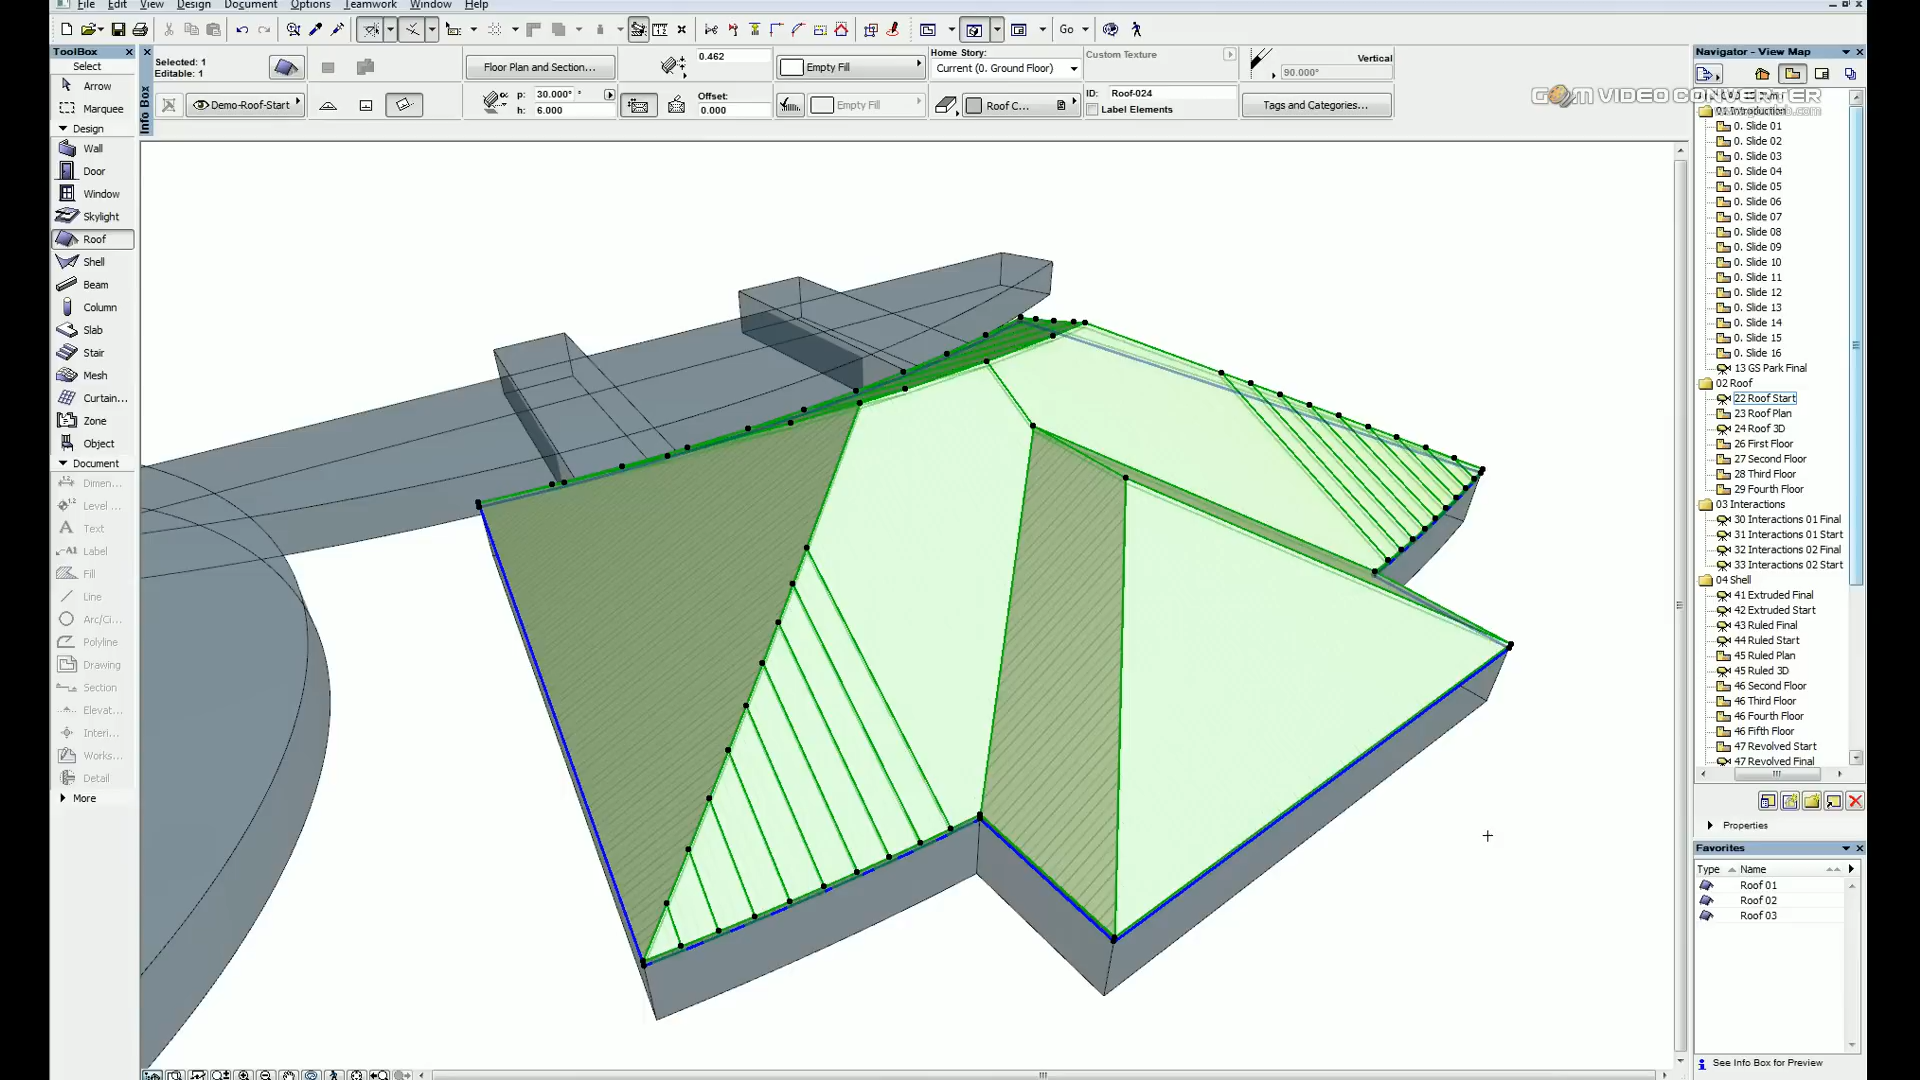 File Edit View Design Document Options Teamwork Window Help
Go
ToolBox
Select
Arrow
Marquee
Design
Wall
Door
Window
Skylight
Roof
Shell
Beam
Column
Slab
Stair
Mesh
Curtain...
Zone
Object
Document
Dimen...
Level ...
Text
Label
Fill
Line
Arc/Ci...
Polyline
Drawing
Section
Elevat...
Interi...
Works...
Detail
More
Info Box
Selected: 1
Editable: 1
Demo-Roof-Start
Floor Plan and Section...
p: 30.000° °
h: 6.000
0.462
Offset:
0.000
Empty Fill
Empty Fill
Home Story:
Current (0. Ground Floor)
Roof C...
Custom Texture
ID: Roof-024
Label Elements
Vertical
90.000°
Tags and Categories...
GOM VIDEO CONVERTER
Navigator - View Map
01 Introduction
0. Slide 01
0. Slide 02
0. Slide 03
0. Slide 04
0. Slide 05
0. Slide 06
0. Slide 07
0. Slide 08
0. Slide 09
0. Slide 10
0. Slide 11
0. Slide 12
0. Slide 13
0. Slide 14
0. Slide 15
0. Slide 16
13 GS Park Final
02 Roof
22 Roof Start
23 Roof Plan
24 Roof 3D
26 First Floor
27 Second Floor
28 Third Floor
29 Fourth Floor
03 Interactions
30 Interactions 01 Final
31 Interactions 01 Start
32 Interactions 02 Final
33 Interactions 02 Start
04 Shell
41 Extruded Final
42 Extruded Start
43 Ruled Final
44 Ruled Start
45 Ruled Plan
45 Ruled 3D
46 Second Floor
46 Third Floor
46 Fourth Floor
46 Fifth Floor
47 Revolved Start
47 Revolved Final
Properties
Favorites
Type Name
Roof 01
Roof 02
Roof 03
See Info Box for Preview